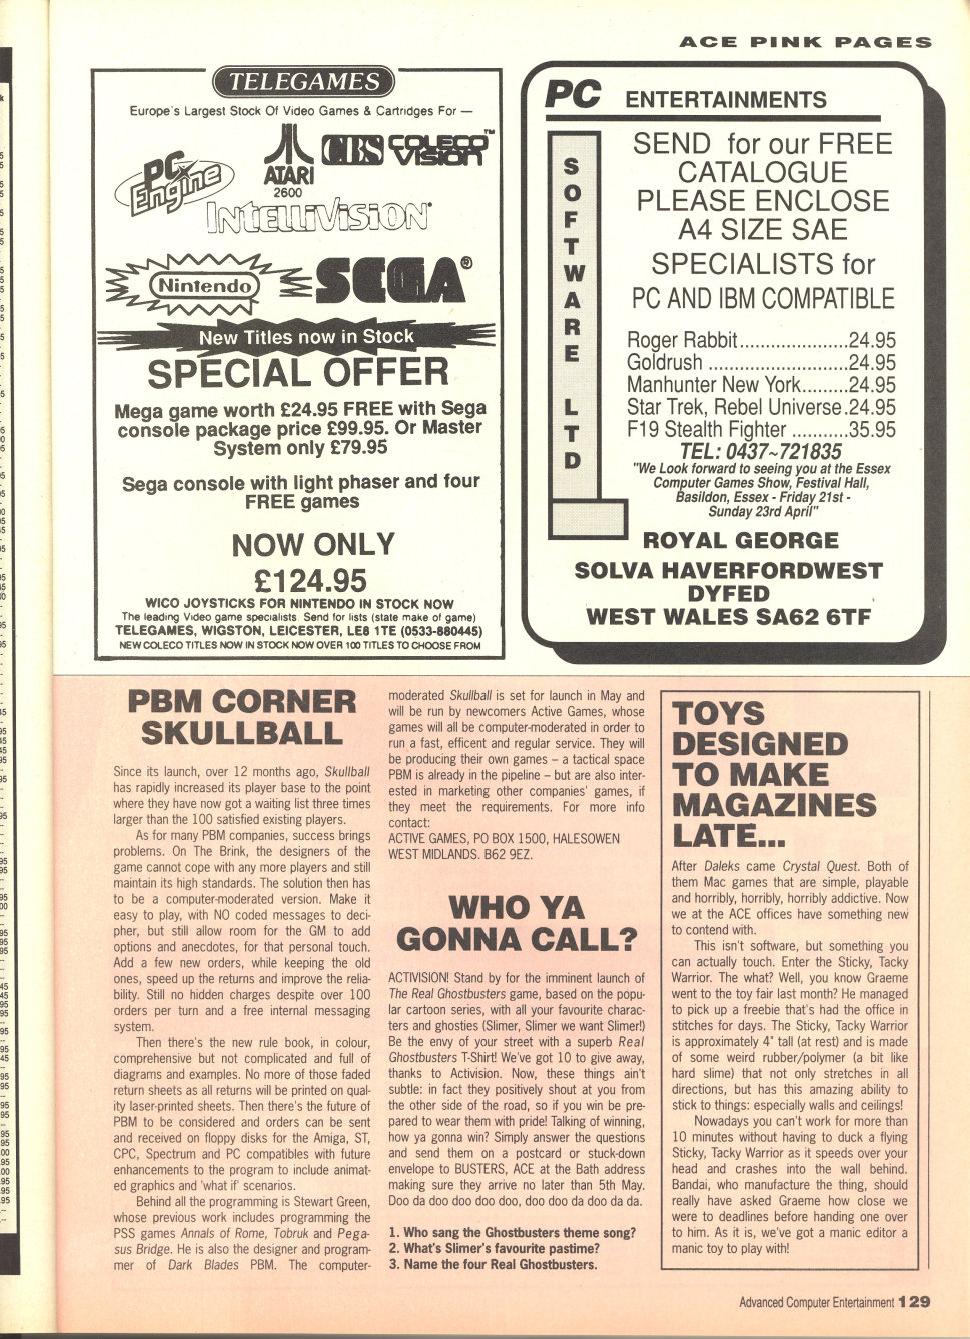 ACE PINK PAGES
TELEGAMES
Europe's Largest Stock Of Video Games & Cartridges For —
PC Engine
ATARI
2600
CBS COLECO VISION™
INTELLIVISION
Nintendo
SEGA®
New Titles now in Stock
SPECIAL OFFER
Mega game worth £24.95 FREE with Sega
console package price £99.95. Or Master
System only £79.95
Sega console with light phaser and four
FREE games
NOW ONLY
£124.95
WICO JOYSTICKS FOR NINTENDO IN STOCK NOW
The leading Video game specialists. Send for lists (state make of game)
TELEGAMES, WIGSTON, LEICESTER, LE8 1TE (0533-880445)
NEW COLECO TITLES NOW IN STOCK NOW OVER 100 TITLES TO CHOOSE FROM
PC ENTERTAINMENTS
SOFTWARE LTD
SEND for our FREE
CATALOGUE
PLEASE ENCLOSE
A4 SIZE SAE
SPECIALISTS for
PC AND IBM COMPATIBLE
Roger Rabbit.....................24.95
Goldrush ...........................24.95
Manhunter New York.........24.95
Star Trek, Rebel Universe.24.95
F19 Stealth Fighter ...........35.95
TEL: 0437~721835
"We Look forward to seeing you at the Essex
Computer Games Show, Festival Hall,
Basildon, Essex - Friday 21st -
Sunday 23rd April"
ROYAL GEORGE
SOLVA HAVERFORDWEST
DYFED
WEST WALES SA62 6TF
PBM CORNER
SKULLBALL
Since its launch, over 12 months ago, Skullball
has rapidly increased its player base to the point
where they have now got a waiting list three times
larger than the 100 satisfied existing players.
As for many PBM companies, success brings
problems. On The Brink, the designers of the
game cannot cope with any more players and still
maintain its high standards. The solution then has
to be a computer-moderated version. Make it
easy to play, with NO coded messages to deci-
pher, but still allow room for the GM to add
options and anecdotes, for that personal touch.
Add a few new orders, while keeping the old
ones, speed up the returns and improve the relia-
bility. Still no hidden charges despite over 100
orders per turn and a free internal messaging
system.
Then there's the new rule book, in colour,
comprehensive but not complicated and full of
diagrams and examples. No more of those faded
return sheets as all returns will be printed on qual-
ity laser-printed sheets. Then there's the future of
PBM to be considered and orders can be sent
and received on floppy disks for the Amiga, ST,
CPC, Spectrum and PC compatibles with future
enhancements to the program to include animat-
ed graphics and 'what if' scenarios.
Behind all the programming is Stewart Green,
whose previous work includes programming the
PSS games Annals of Rome, Tobruk and Pega-
sus Bridge. He is also the designer and program-
mer of Dark Blades PBM. The computer-
moderated Skullball is set for launch in May and
will be run by newcomers Active Games, whose
games will all be computer-moderated in order to
run a fast, efficent and regular service. They will
be producing their own games – a tactical space
PBM is already in the pipeline – but are also inter-
ested in marketing other companies' games, if
they meet the requirements. For more info
contact:
ACTIVE GAMES, PO BOX 1500, HALESOWEN
WEST MIDLANDS. B62 9EZ.
WHO YA
GONNA CALL?
ACTIVISION! Stand by for the imminent launch of
The Real Ghostbusters game, based on the popu-
lar cartoon series, with all your favourite charac-
ters and ghosties (Slimer, Slimer we want Slimer!)
Be the envy of your street with a superb Real
Ghostbusters T-Shirt! We've got 10 to give away,
thanks to Activision. Now, these things ain't
subtle: in fact they positively shout at you from
the other side of the road, so if you win be pre-
pared to wear them with pride! Talking of winning,
how ya gonna win? Simply answer the questions
and send them on a postcard or stuck-down
envelope to BUSTERS, ACE at the Bath address
making sure they arrive no later than 5th May.
Doo da doo doo doo doo, doo doo da doo da da.
1. Who sang the Ghostbusters theme song?
2. What's Slimer's favourite pastime?
3. Name the four Real Ghostbusters.
TOYS
DESIGNED
TO MAKE
MAGAZINES
LATE...
After Daleks came Crystal Quest. Both of
them Mac games that are simple, playable
and horribly, horribly, horribly addictive. Now
we at the ACE offices have something new
to contend with.
This isn't software, but something you
can actually touch. Enter the Sticky, Tacky
Warrior. The what? Well, you know Graeme
went to the toy fair last month? He managed
to pick up a freebie that's had the office in
stitches for days. The Sticky, Tacky Warrior
is approximately 4" tall (at rest) and is made
of some weird rubber/polymer (a bit like
hard slime) that not only stretches in all
directions, but has this amazing ability to
stick to things: especially walls and ceilings!
Nowadays you can't work for more than
10 minutes without having to duck a flying
Sticky, Tacky Warrior as it speeds over your
head and crashes into the wall behind.
Bandai, who manufacture the thing, should
really have asked Graeme how close we
were to deadlines before handing one over
to him. As it is, we've got a manic editor a
manic toy to play with!
Advanced Computer Entertainment 129